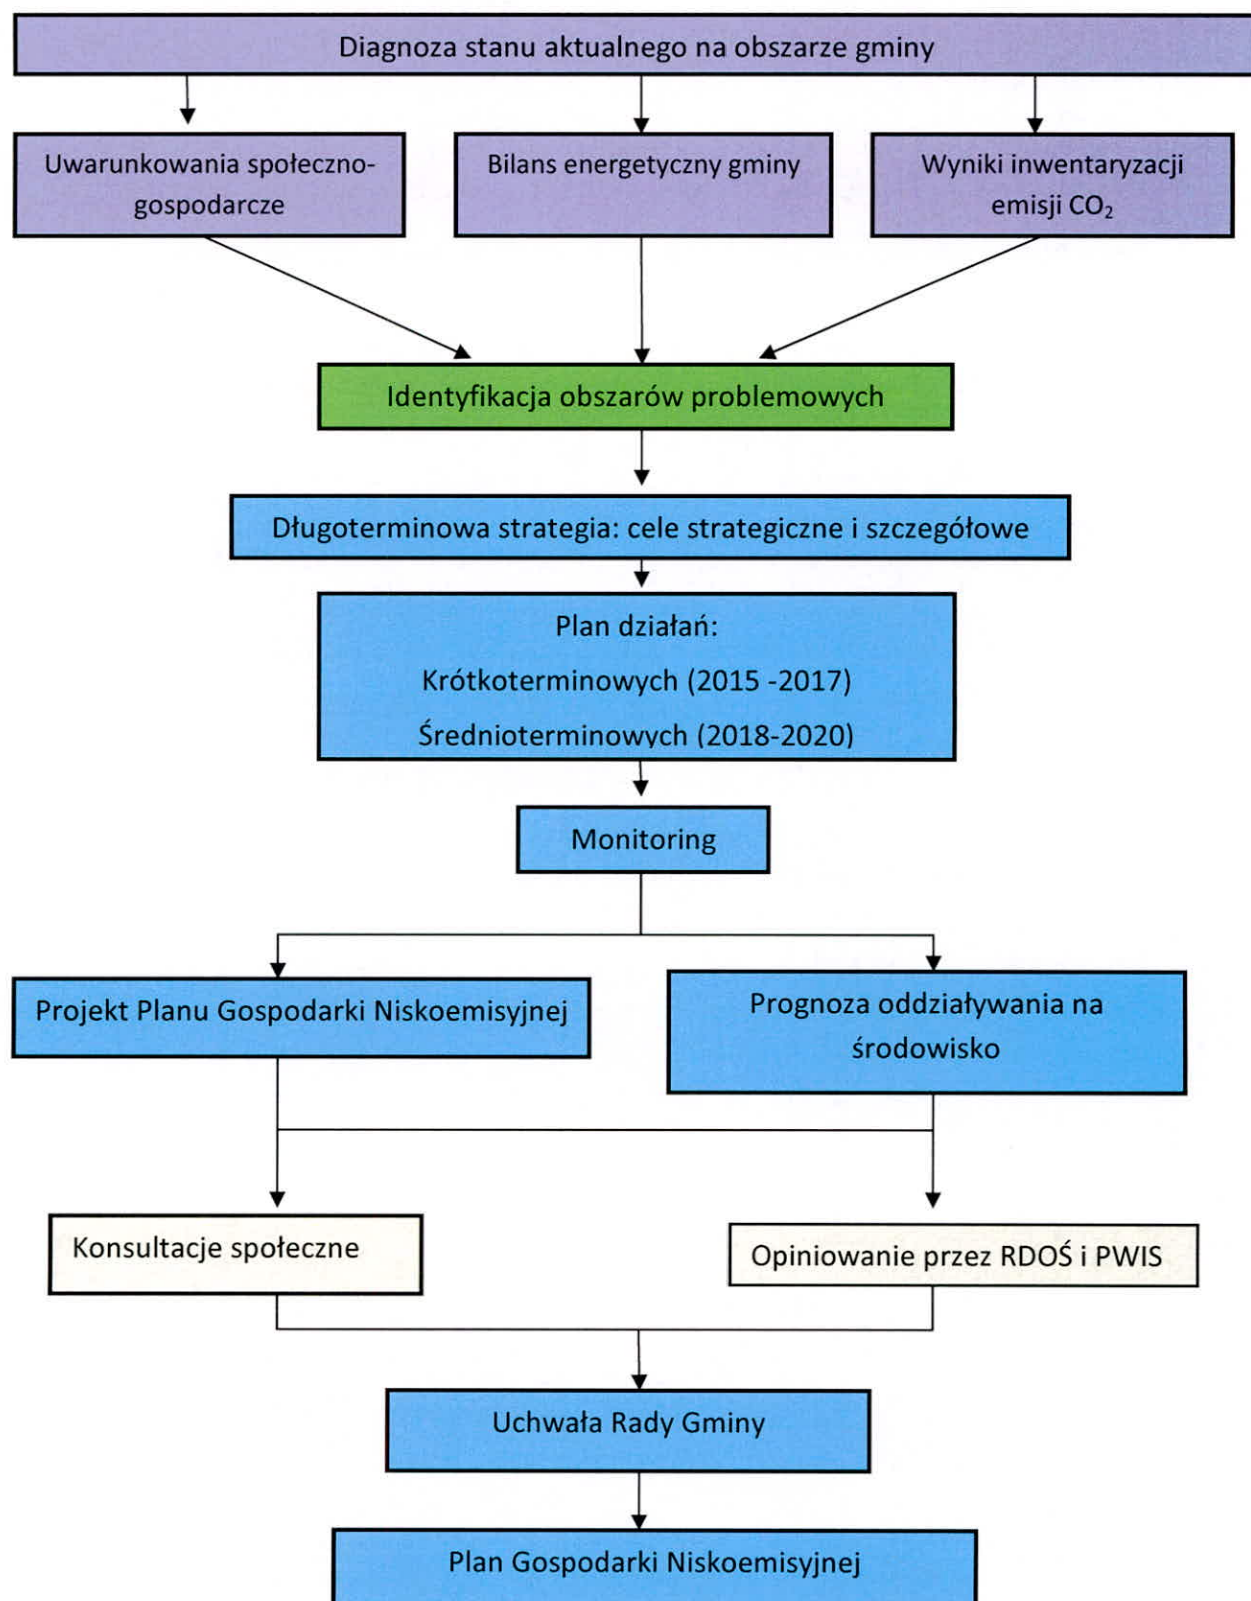 Diagnoza stanu aktualnego na obszarze gminy
Uwarunkowania społeczno-
gospodarcze
Bilans energetyczny gminy
Wyniki inwentaryzacji
emisji CO₂
Identyfikacja obszarów problemowych
Długoterminowa strategia: cele strategiczne i szczegółowe
Plan działań:
Krótkoterminowych (2015 -2017)
Średnioterminowych (2018-2020)
Monitoring
Projekt Planu Gospodarki Niskoemisyjnej
Prognoza oddziaływania na
środowisko
Konsultacje społeczne
Opiniowanie przez RDOŚ i PWIS
Uchwała Rady Gminy
Plan Gospodarki Niskoemisyjnej